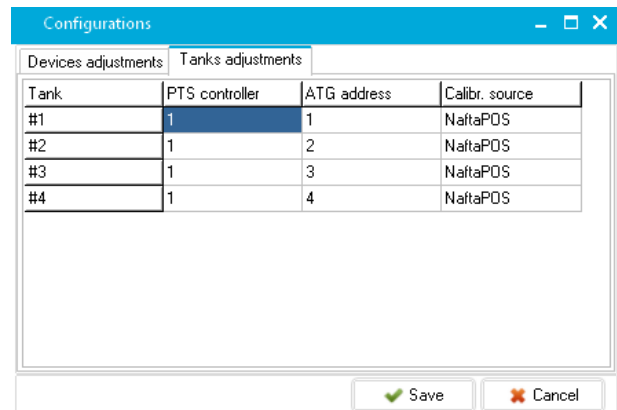 Configurations
Devices adjustments Tanks adjustments
Tank PTS controller ATG address Calibr. source
#1 1 1 NaftaPOS
#2 1 2 NaftaPOS
#3 1 3 NaftaPOS
#4 1 4 NaftaPOS
Save Cancel